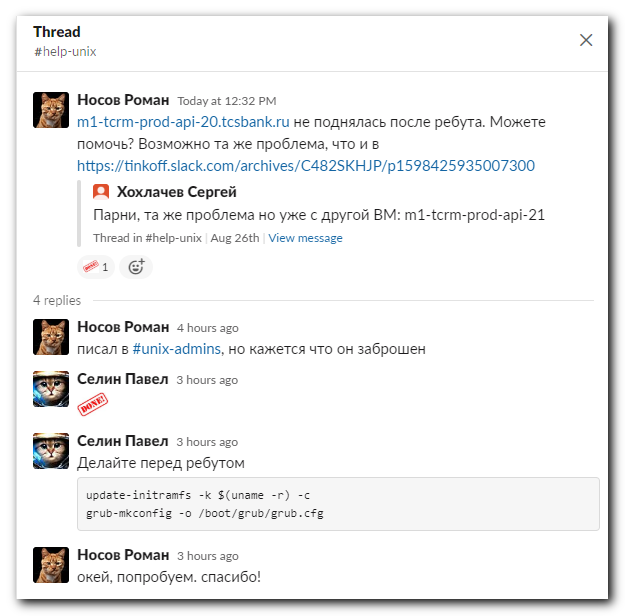 Thread
#help-unix
Носов Роман Today at 12:32 PM
m1-tcrm-prod-api-20.tcsbank.ru не поднялась после ребута. Можете
помочь? Возможно та же проблема, что и в
https://tinkoff.slack.com/archives/C482SKHJP/p1598425935007300
Хохлачев Сергей
Парни, та же проблема но уже с другой ВМ: m1-tcrm-prod-api-21
Thread in #help-unix | Aug 26th | View message
DONE! 1
4 replies
Носов Роман 4 hours ago
писал в #unix-admins, но кажется что он заброшен
Селин Павел 3 hours ago
DONE!
Селин Павел 3 hours ago
Делайте перед ребутом
update-initramfs -k $(uname -r) -c
grub-mkconfig -o /boot/grub/grub.cfg
Носов Роман 3 hours ago
окей, попробуем. спасибо!